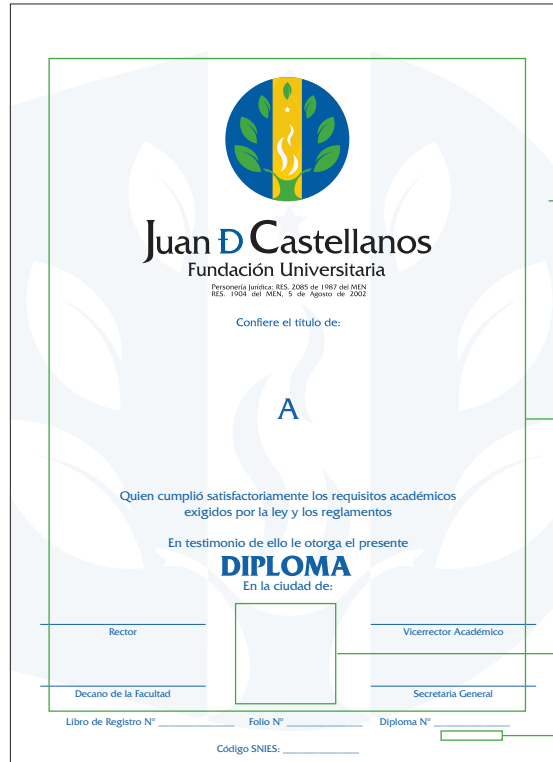 Juan Đ Castellanos
Fundación Universitaria
Personería Jurídica: RES. 2085 de 1987 del MEN
RES. 1904 del MEN, 5 de Agosto de 2002
Confiere el título de:
A
Quien cumplió satisfactoriamente los requisitos académicos
exigidos por la ley y los reglamentos
En testimonio de ello le otorga el presente
DIPLOMA
En la ciudad de:
Rector
Vicerrector Académico
Decano de la Facultad
Secretaria General
Libro de Registro N° ______________ Folio N° ______________ Diploma N° ______________
Código SNIES: ______________